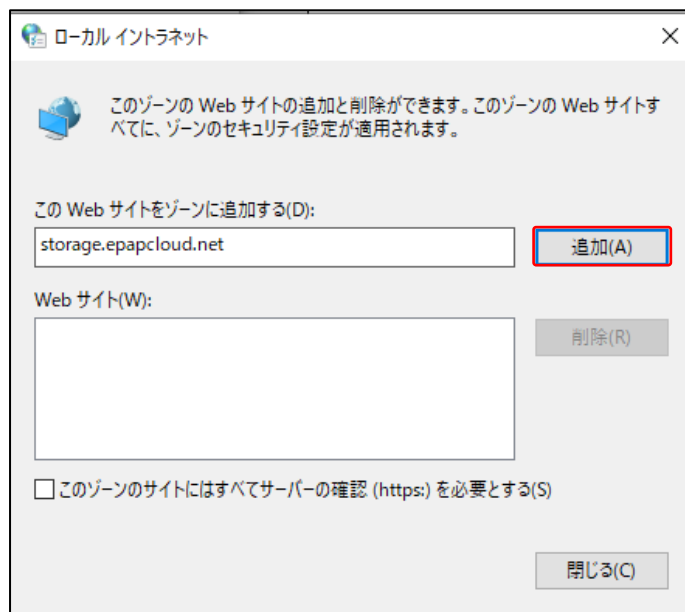 ローカル イントラネット
このゾーンの Web サイトの追加と削除ができます。このゾーンの Web サイトす
べてに、ゾーンのセキュリティ設定が適用されます。
この Web サイトをゾーンに追加する(D):
storage.epapcloud.net
追加(A)
Web サイト(W):
削除(R)
このゾーンのサイトにはすべてサーバーの確認 (https:) を必要とする(S)
閉じる(C)